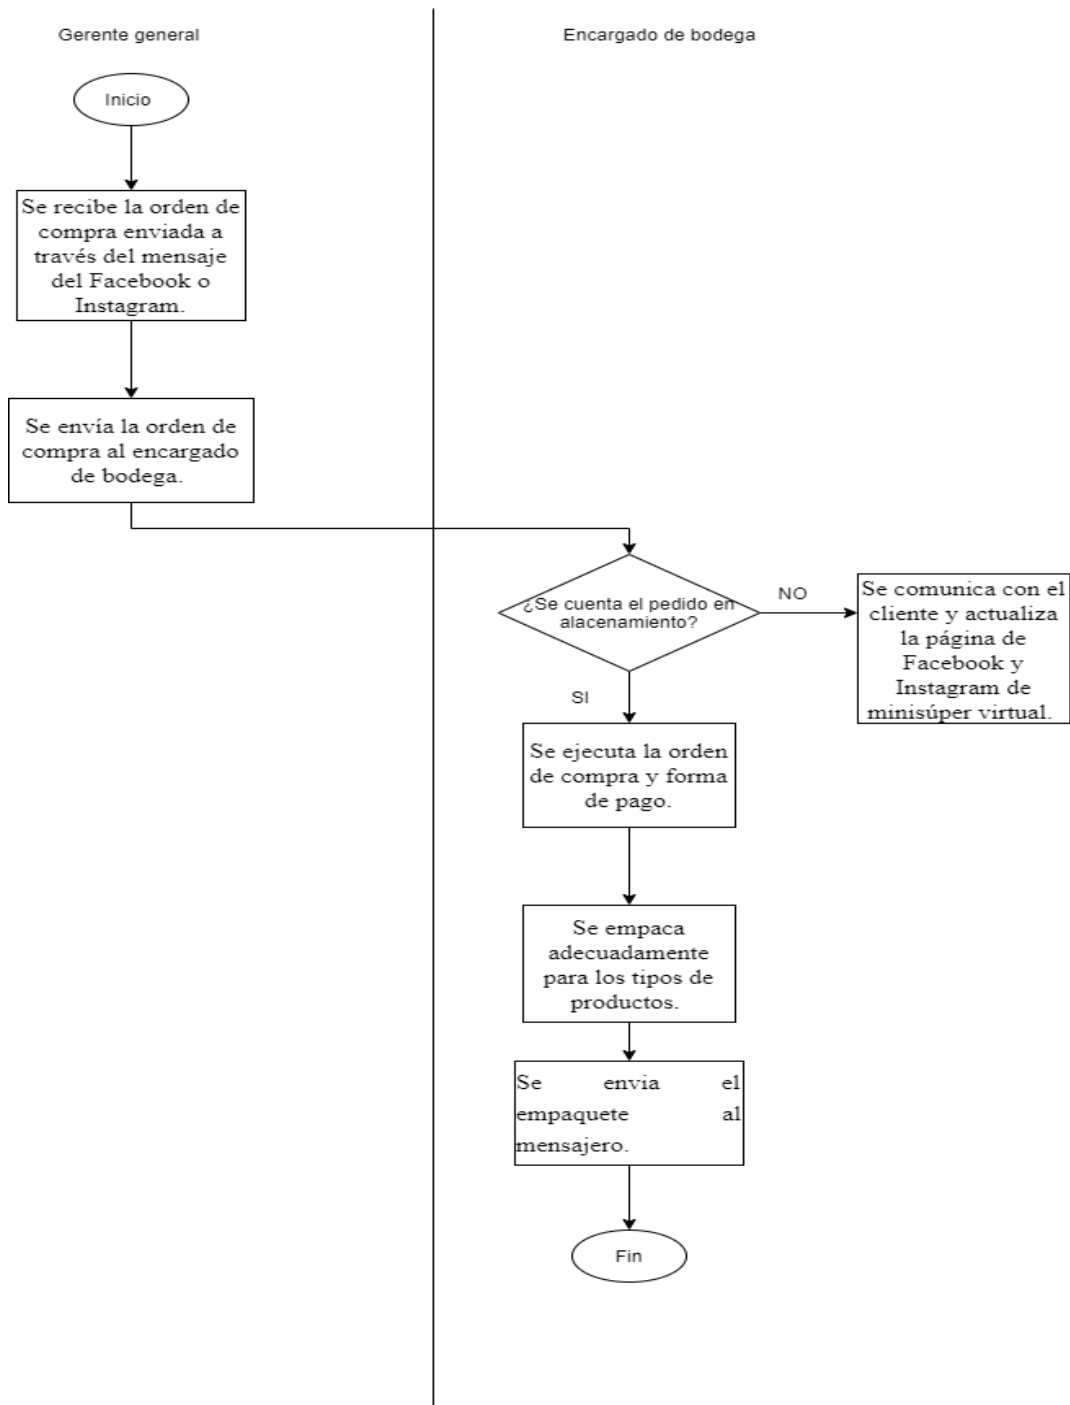 Gerente general
Encargado de bodega
Inicio
Se recibe la orden de
compra enviada a
través del mensaje
del Facebook o
Instagram.
Se envía la orden de
compra al encargado
de bodega.
¿Se cuenta el pedido en
alacenamiento?
NO
Se comunica con el
cliente y actualiza
la página de
Facebook y
Instagram de
minisúper virtual.
SI
Se ejecuta la orden
de compra y forma
de pago.
Se empaca
adecuadamente
para los tipos de
productos.
Se envia el
empaquete al
mensajero.
Fin